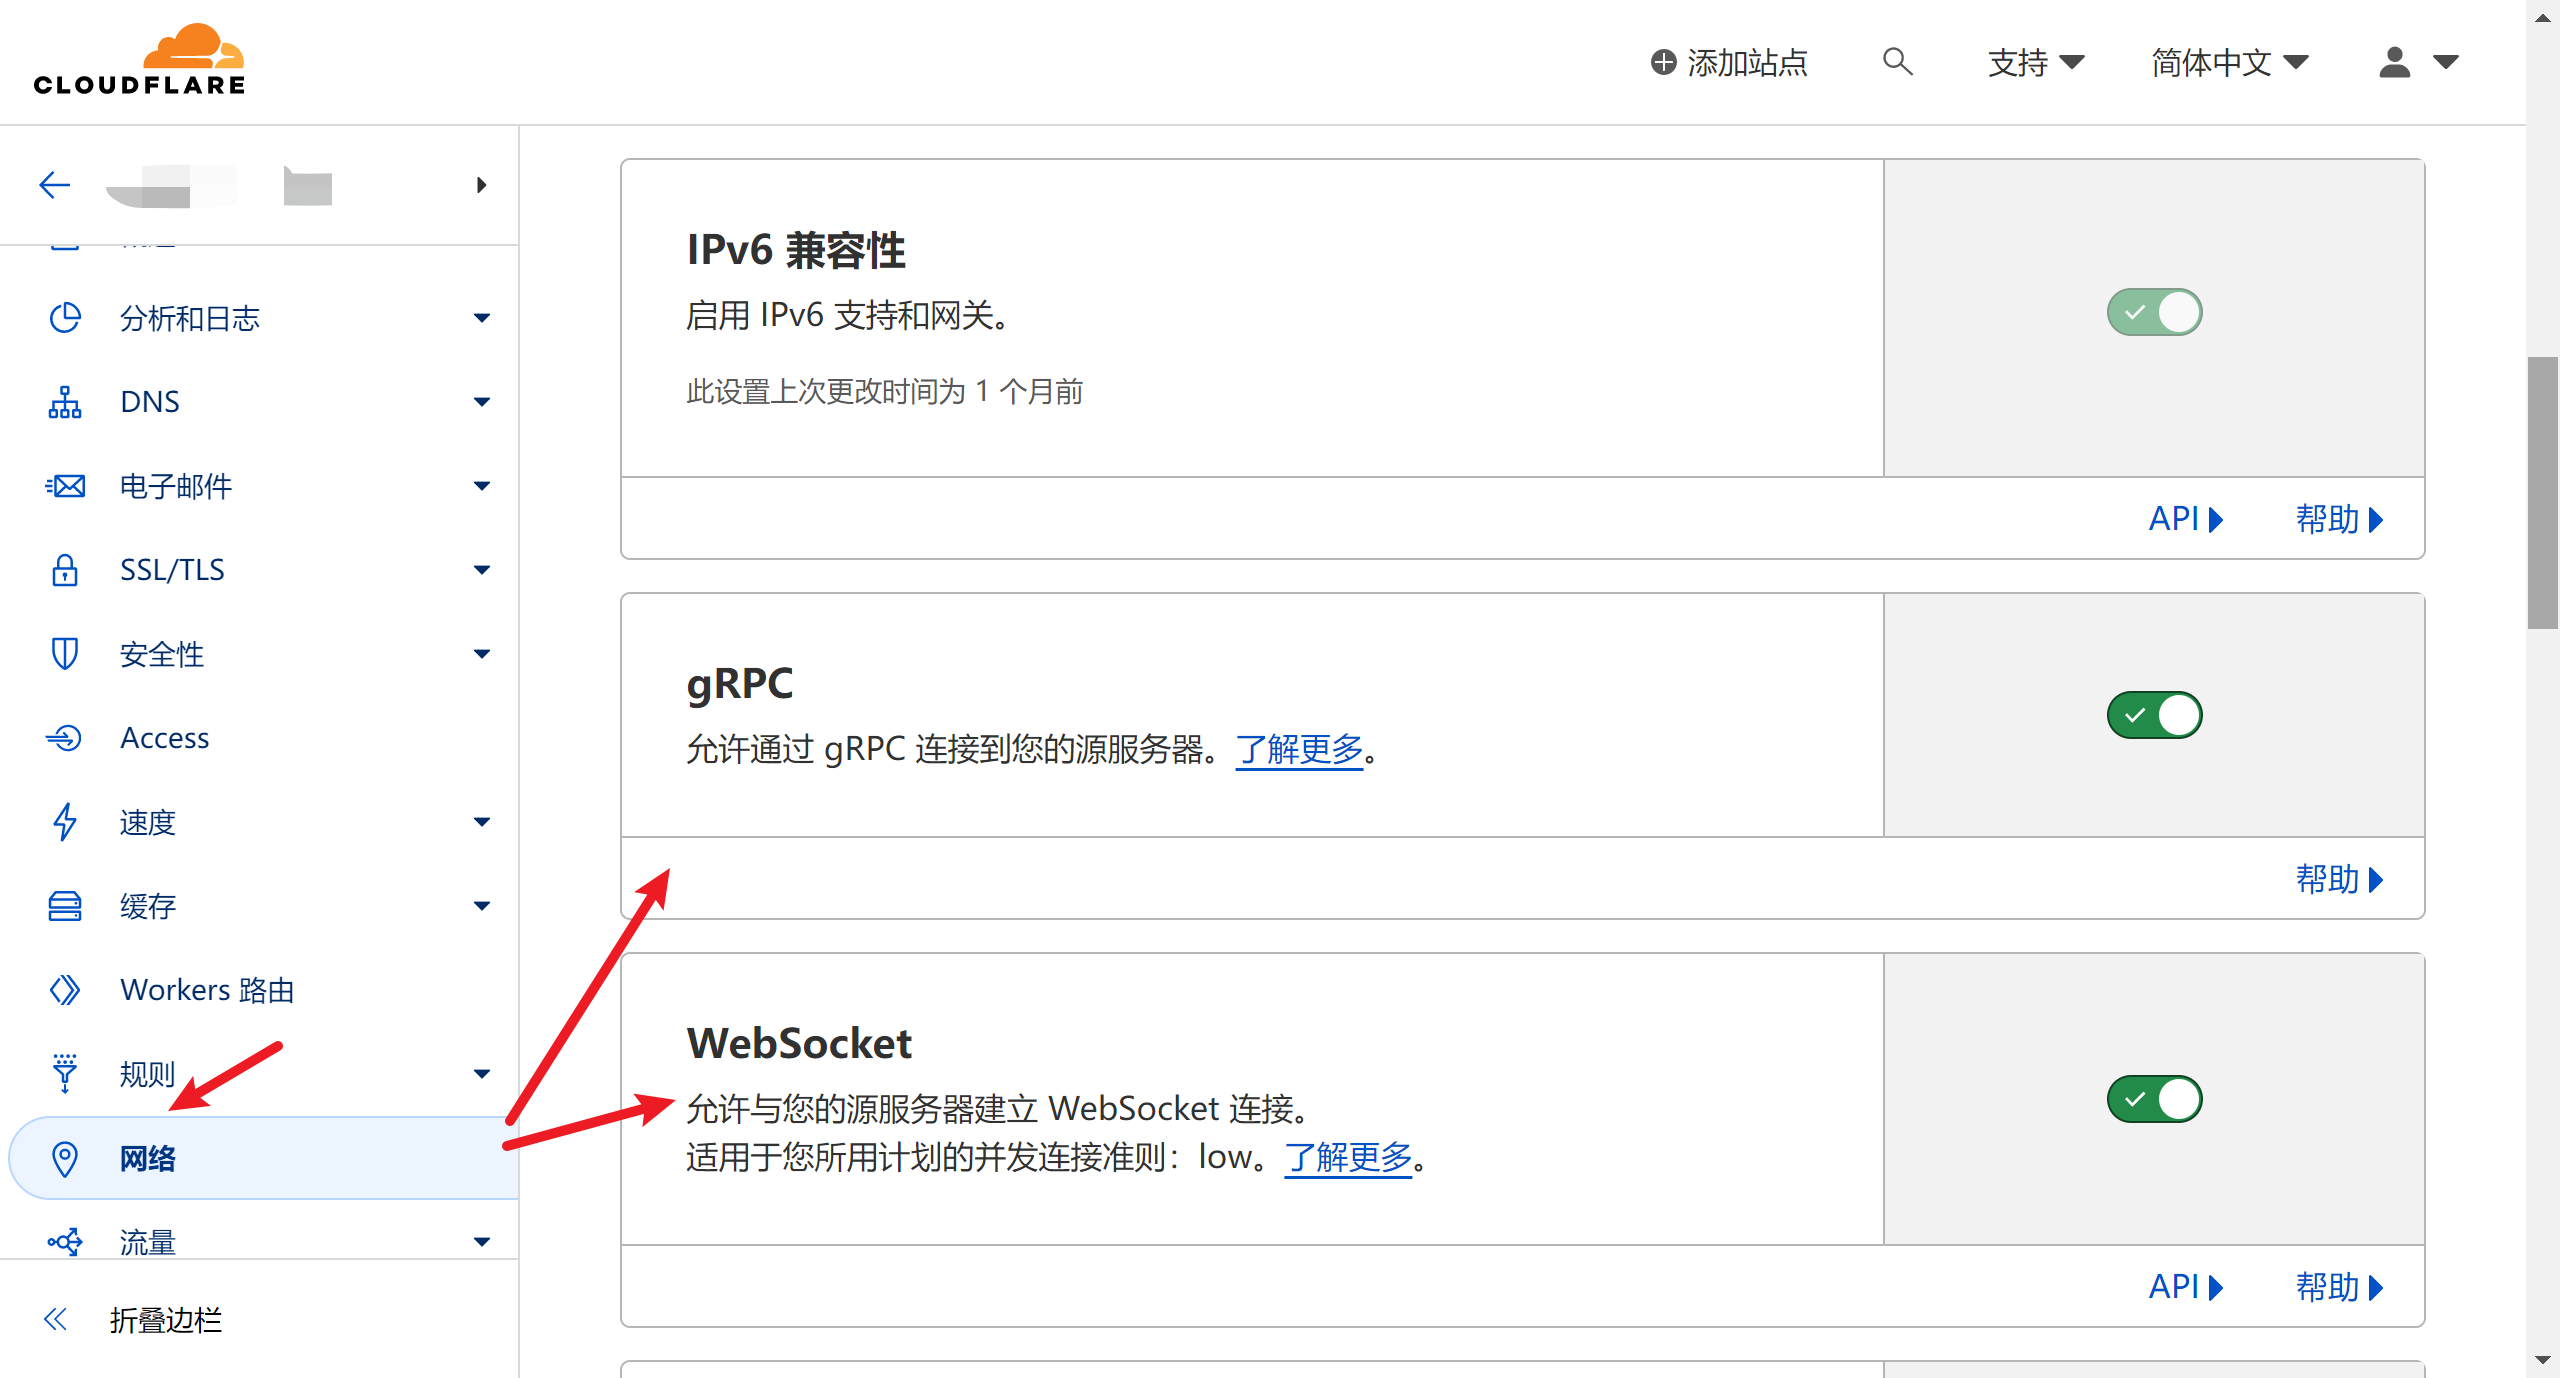 CLOUDFLARE
添加站点
支持
简体中文
分析和日志
DNS
电子邮件
SSL/TLS
安全性
Access
速度
缓存
Workers 路由
规则
网络
流量
折叠边栏
IPv6 兼容性
启用 IPv6 支持和网关。
此设置上次更改时间为 1 个月前
API
帮助
gRPC
允许通过 gRPC 连接到您的源服务器。了解更多。
帮助
WebSocket
允许与您的源服务器建立 WebSocket 连接。
适用于您所用计划的并发连接准则：low。了解更多。
API
帮助